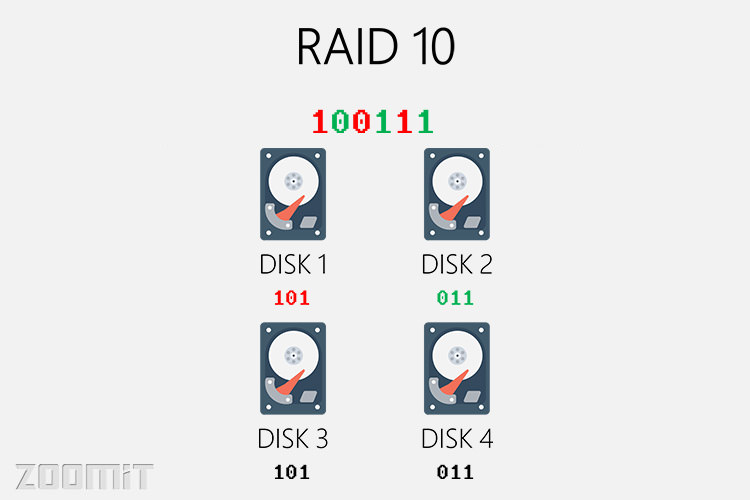 RAID 10
100111
DISK 1
DISK 2
101
011
DISK 3
DISK 4
101
011
ZOOMiT